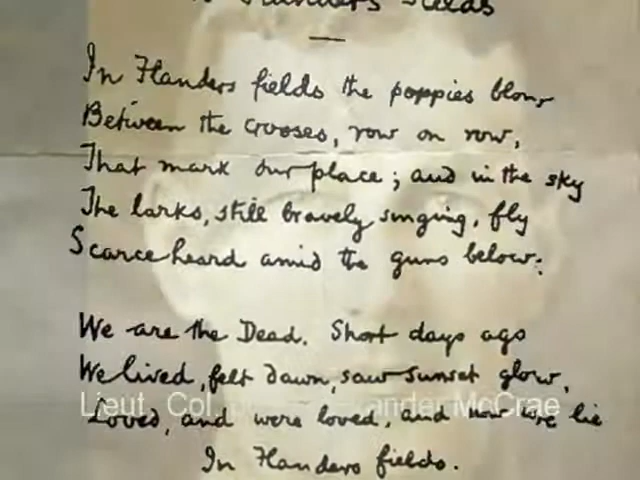 In Flanders Fields
In Flanders fields the poppies blow
Between the crosses, row on row,
That mark our place; and in the sky
The larks, still bravely singing, fly
Scarce heard amid the guns below.
We are the Dead. Short days ago
We lived, felt dawn, saw sunset glow,
Lieut. Col. McCrae
Loved, and were loved, and now we lie
In Flanders fields.